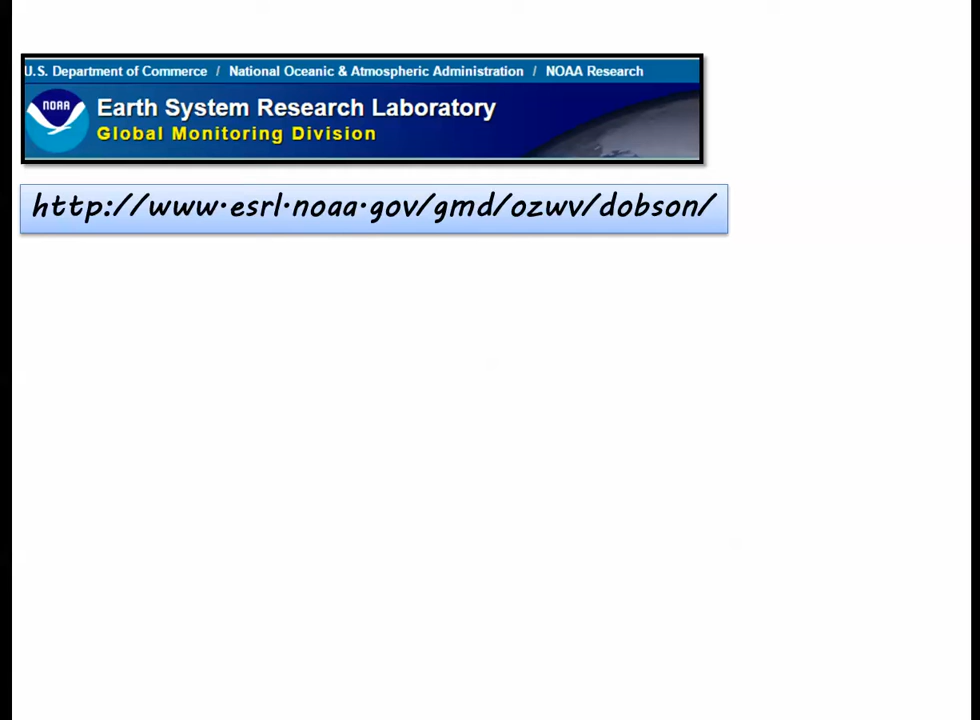 U.S. Department of Commerce / National Oceanic & Atmospheric Administration / NOAA Research
NOAA
Earth System Research Laboratory
Global Monitoring Division
http://www.esrl.noaa.gov/gmd/ozwv/dobson/